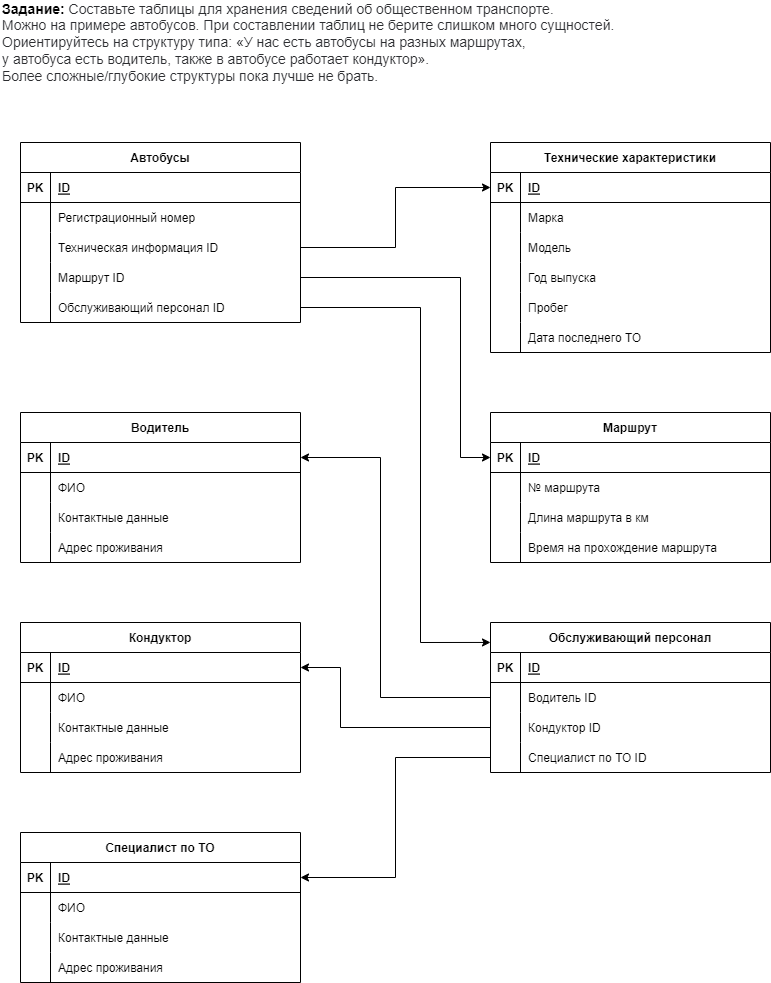 Задание: Составьте таблицы для хранения сведений об общественном транспорте.
Можно на примере автобусов. При составлении таблиц не берите слишком много сущностей.
Ориентируйтесь на структуру типа: «У нас есть автобусы на разных маршрутах,
у автобуса есть водитель, также в автобусе работает кондуктор».
Более сложные/глубокие структуры пока лучше не брать.
Автобусы
PK ID
Регистрационный номер
Техническая информация ID
Маршрут ID
Обслуживающий персонал ID
Технические характеристики
PK ID
Марка
Модель
Год выпуска
Пробег
Дата последнего ТО
Водитель
PK ID
ФИО
Контактные данные
Адрес проживания
Маршрут
PK ID
№ маршрута
Длина маршрута в км
Время на прохождение маршрута
Кондуктор
PK ID
ФИО
Контактные данные
Адрес проживания
Обслуживающий персонал
PK ID
Водитель ID
Кондуктор ID
Специалист по ТО ID
Специалист по ТО
PK ID
ФИО
Контактные данные
Адрес проживания